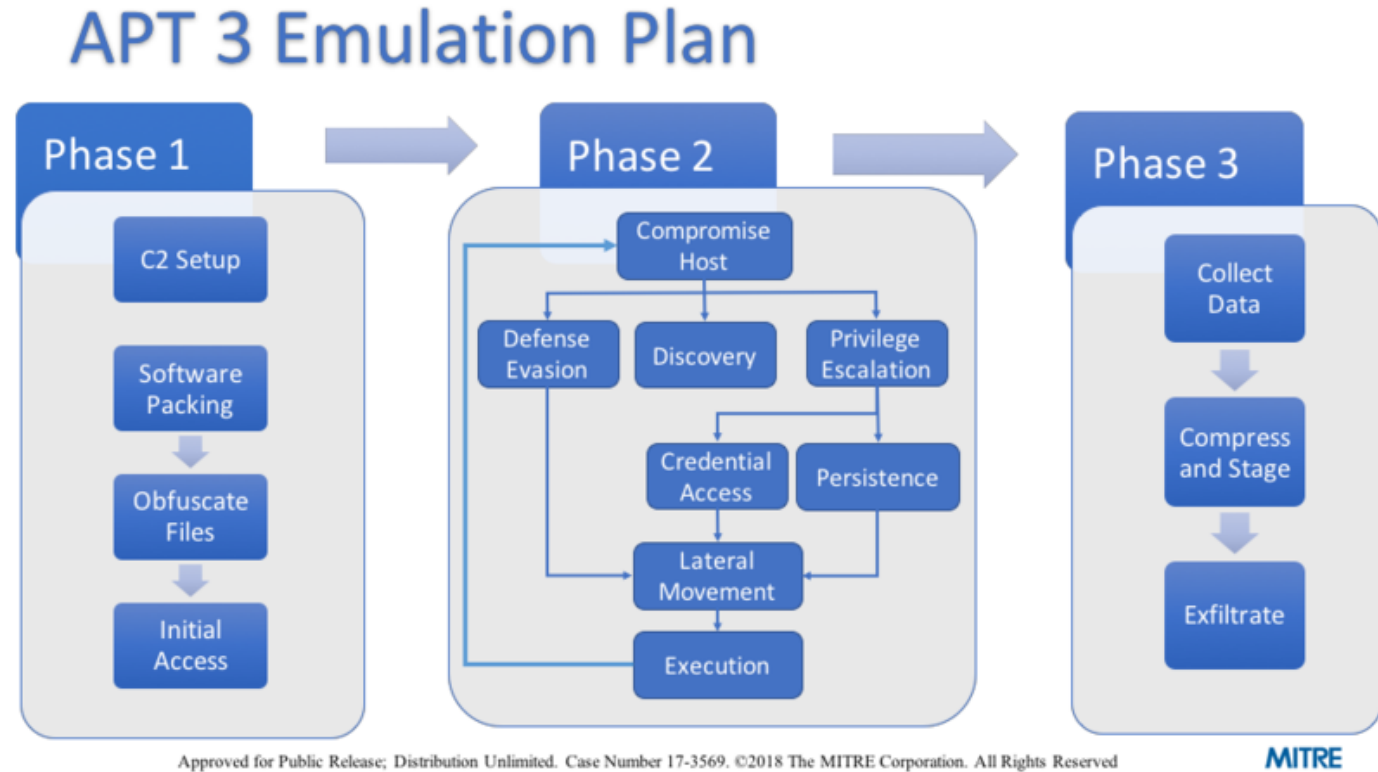 APT 3 Emulation Plan
Phase 1
C2 Setup
Software
Packing
Obfuscate
Files
Initial
Access
Phase 2
Compromise
Host
Defense
Evasion
Discovery
Privilege
Escalation
Credential
Access
Persistence
Lateral
Movement
Execution
Phase 3
Collect
Data
Compress
and Stage
Exfiltrate
Approved for Public Release; Distribution Unlimited. Case Number 17-3569. ©2018 The MITRE Corporation. All Rights Reserved
MITRE